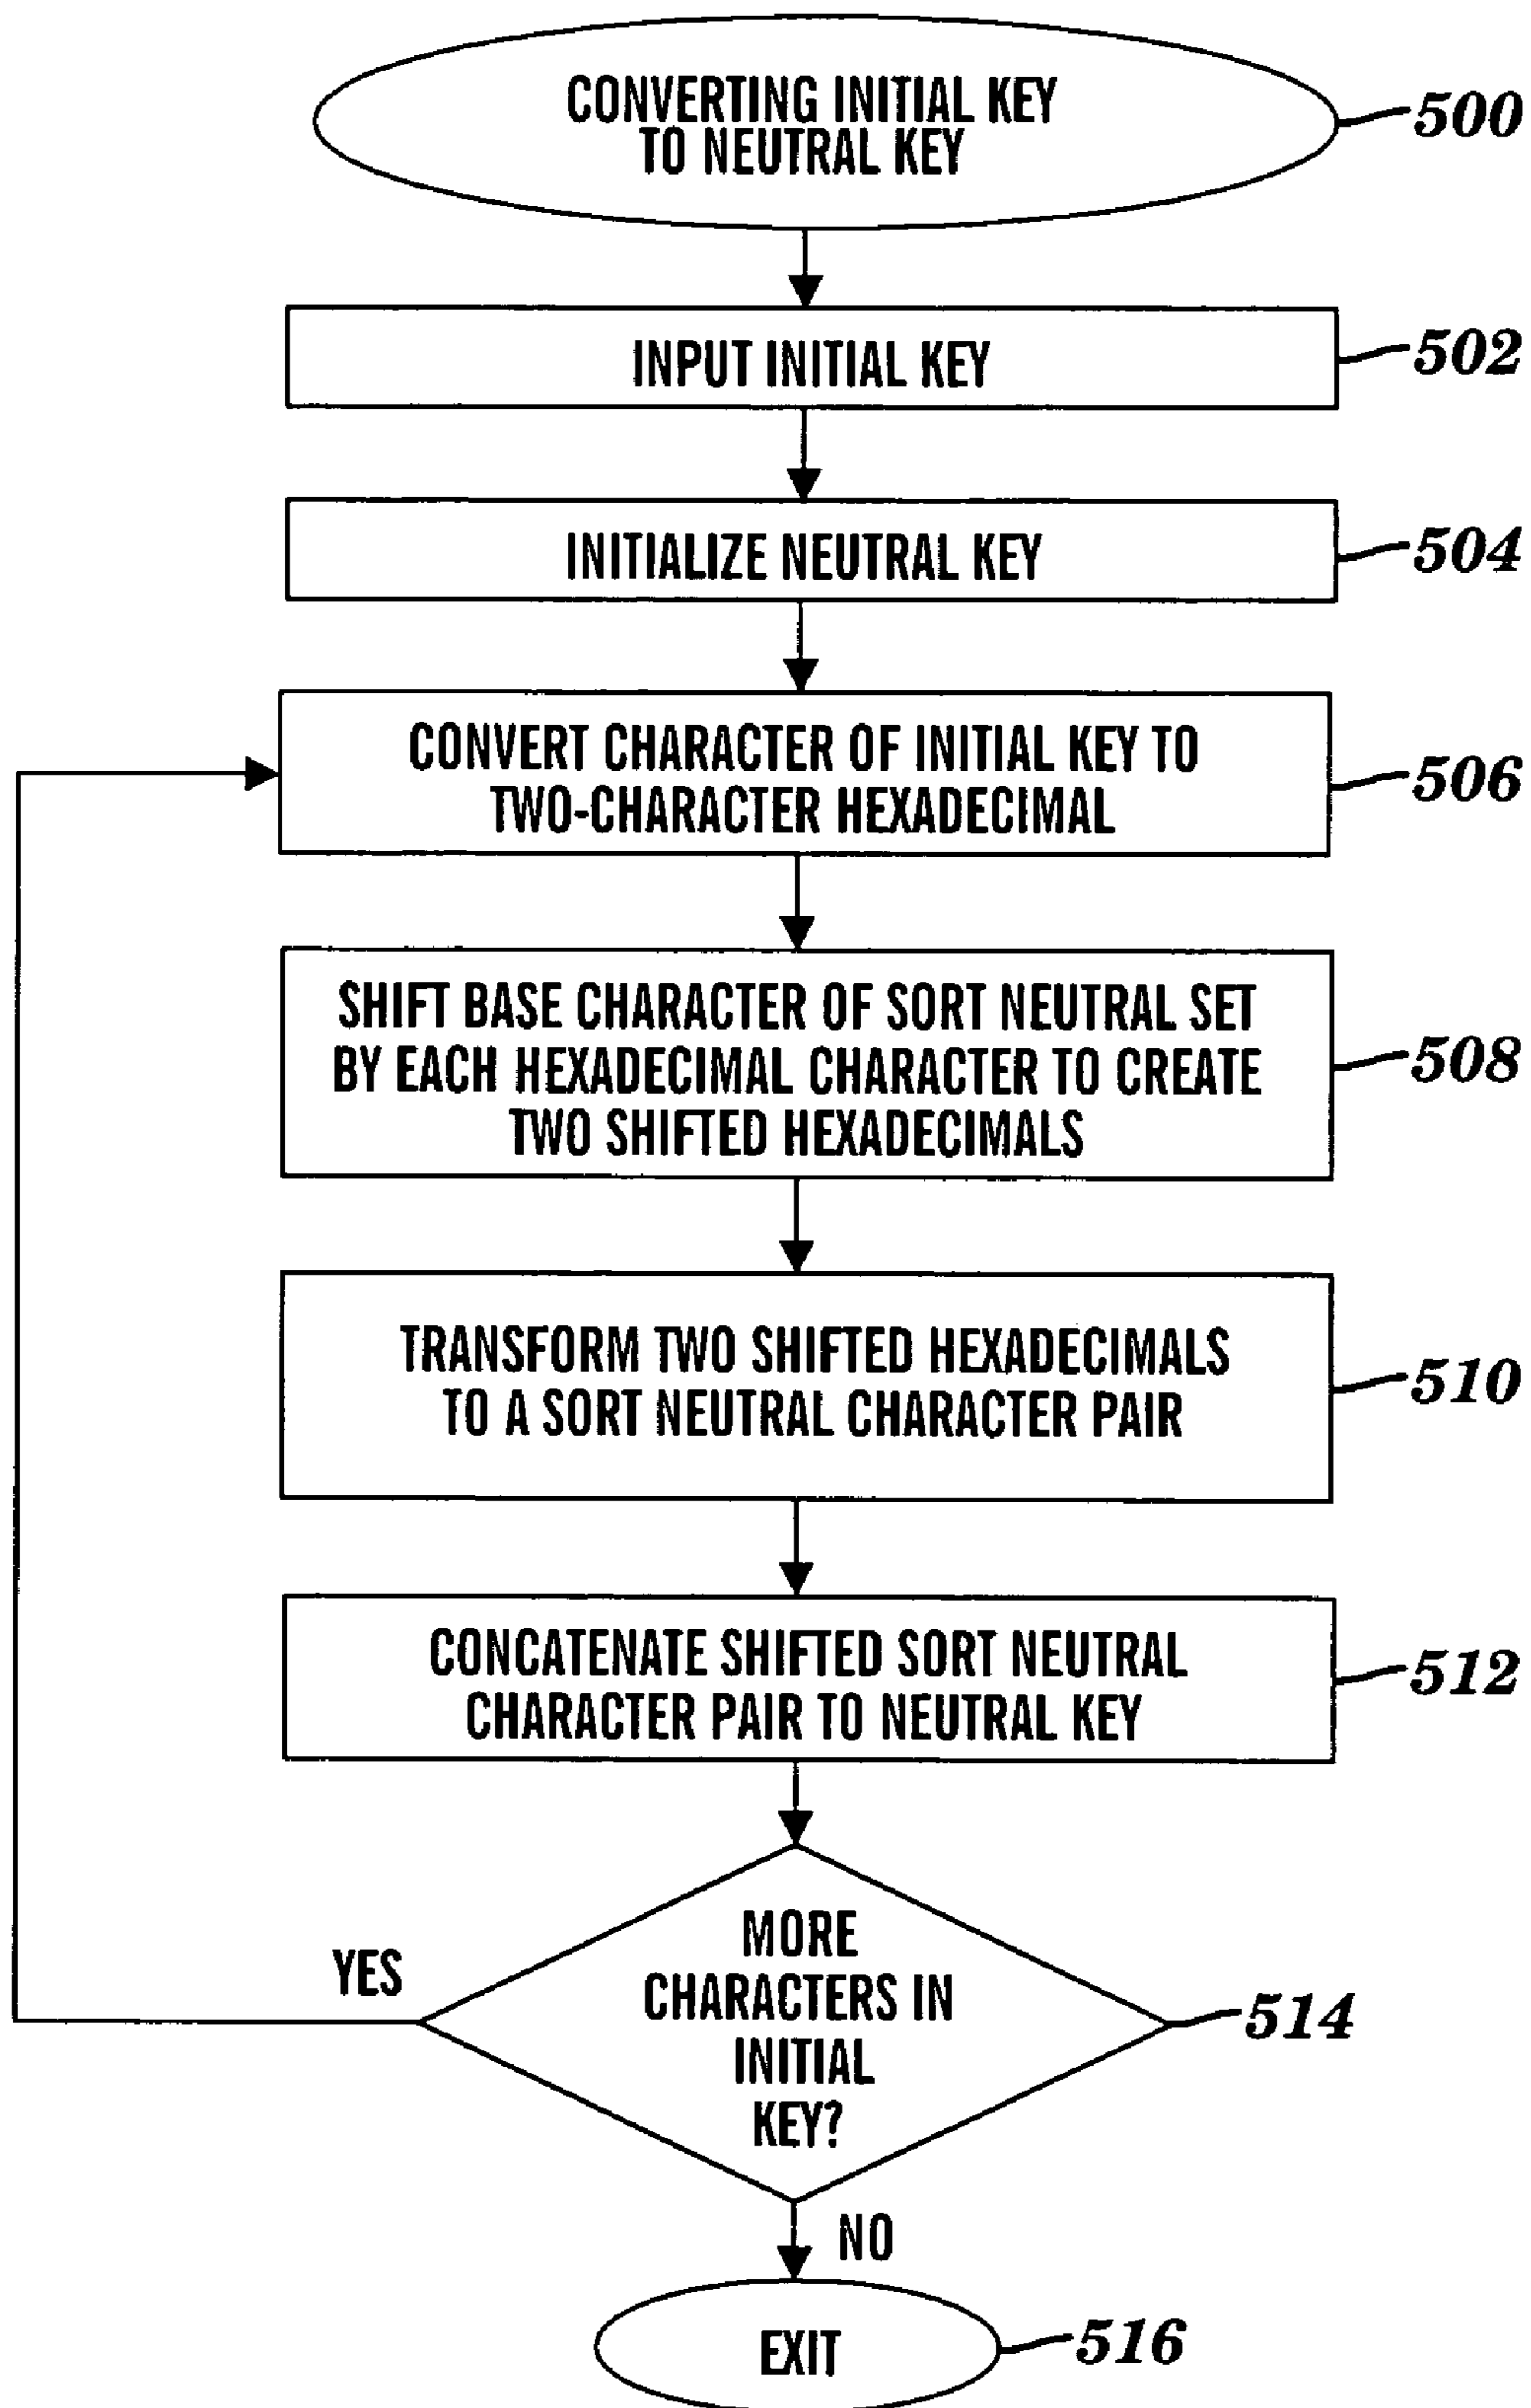 CONVERTING INITIAL KEY
TO NEUTRAL KEY
500
INPUT INITIAL KEY
502
INITIALIZE NEUTRAL KEY
504
CONVERT CHARACTER OF INITIAL KEY TO
TWO-CHARACTER HEXADECIMAL
506
SHIFT BASE CHARACTER OF SORT NEUTRAL SET
BY EACH HEXADECIMAL CHARACTER TO CREATE
TWO SHIFTED HEXADECIMALS
508
TRANSFORM TWO SHIFTED HEXADECIMALS
TO A SORT NEUTRAL CHARACTER PAIR
510
CONCATENATE SHIFTED SORT NEUTRAL
CHARACTER PAIR TO NEUTRAL KEY
512
MORE
CHARACTERS IN
INITIAL
KEY?
YES
514
NO
EXIT
516